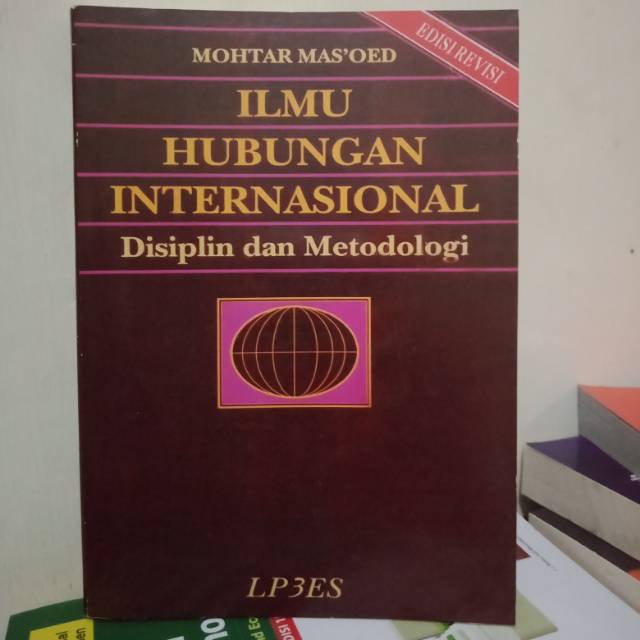 EDISI REVISI
MOHTAR MAS'OED
ILMU
HUBUNGAN
INTERNASIONAL
Disiplin dan Metodologi
LP3ES